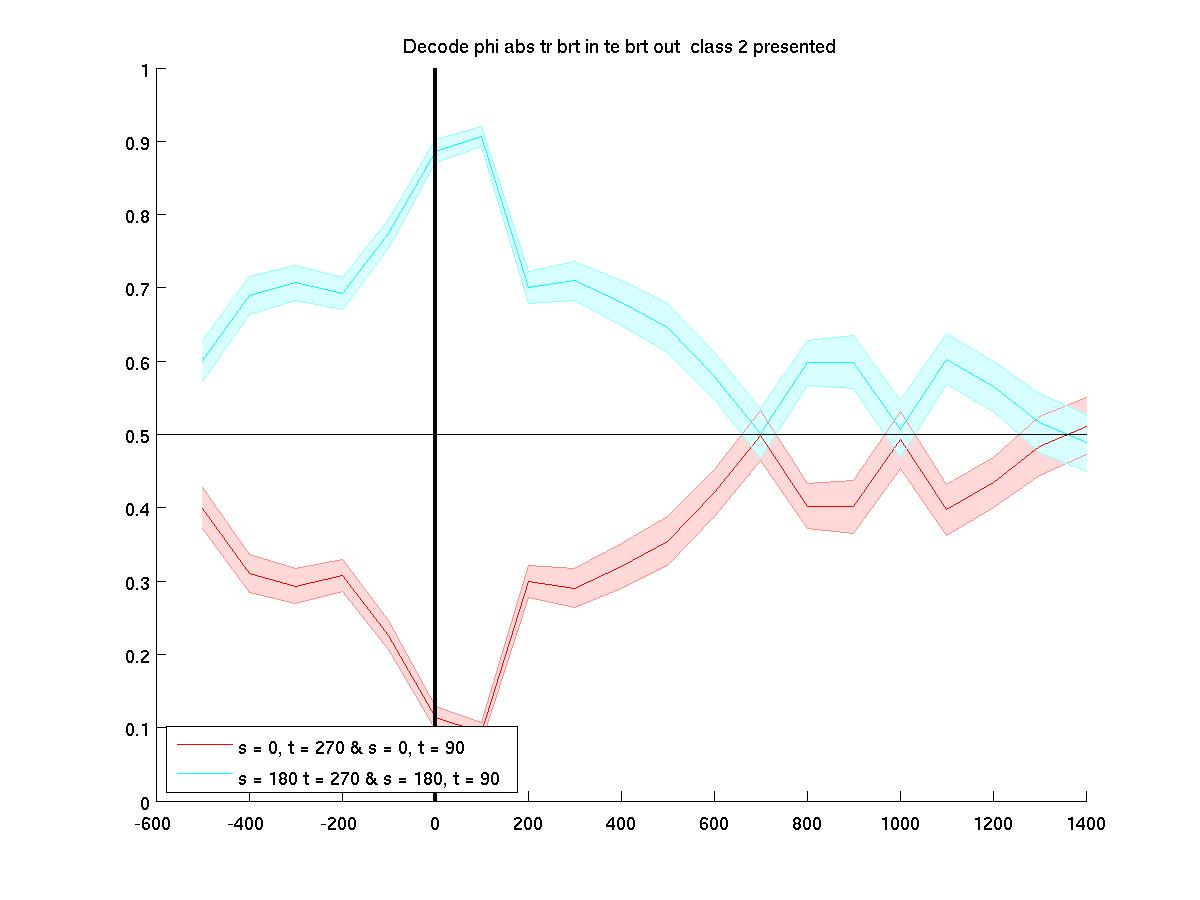 Decode phi abs tr brt in te brt out  class 2 presented
1
0.9
0.8
0.7
0.6
0.5
0.4
0.3
0.2
0.1
0
s = 0, t = 270 & s = 0, t = 90
s = 180 t = 270 & s = 180, t = 90
-600 -400 -200 0 200 400 600 800 1000 1200 1400